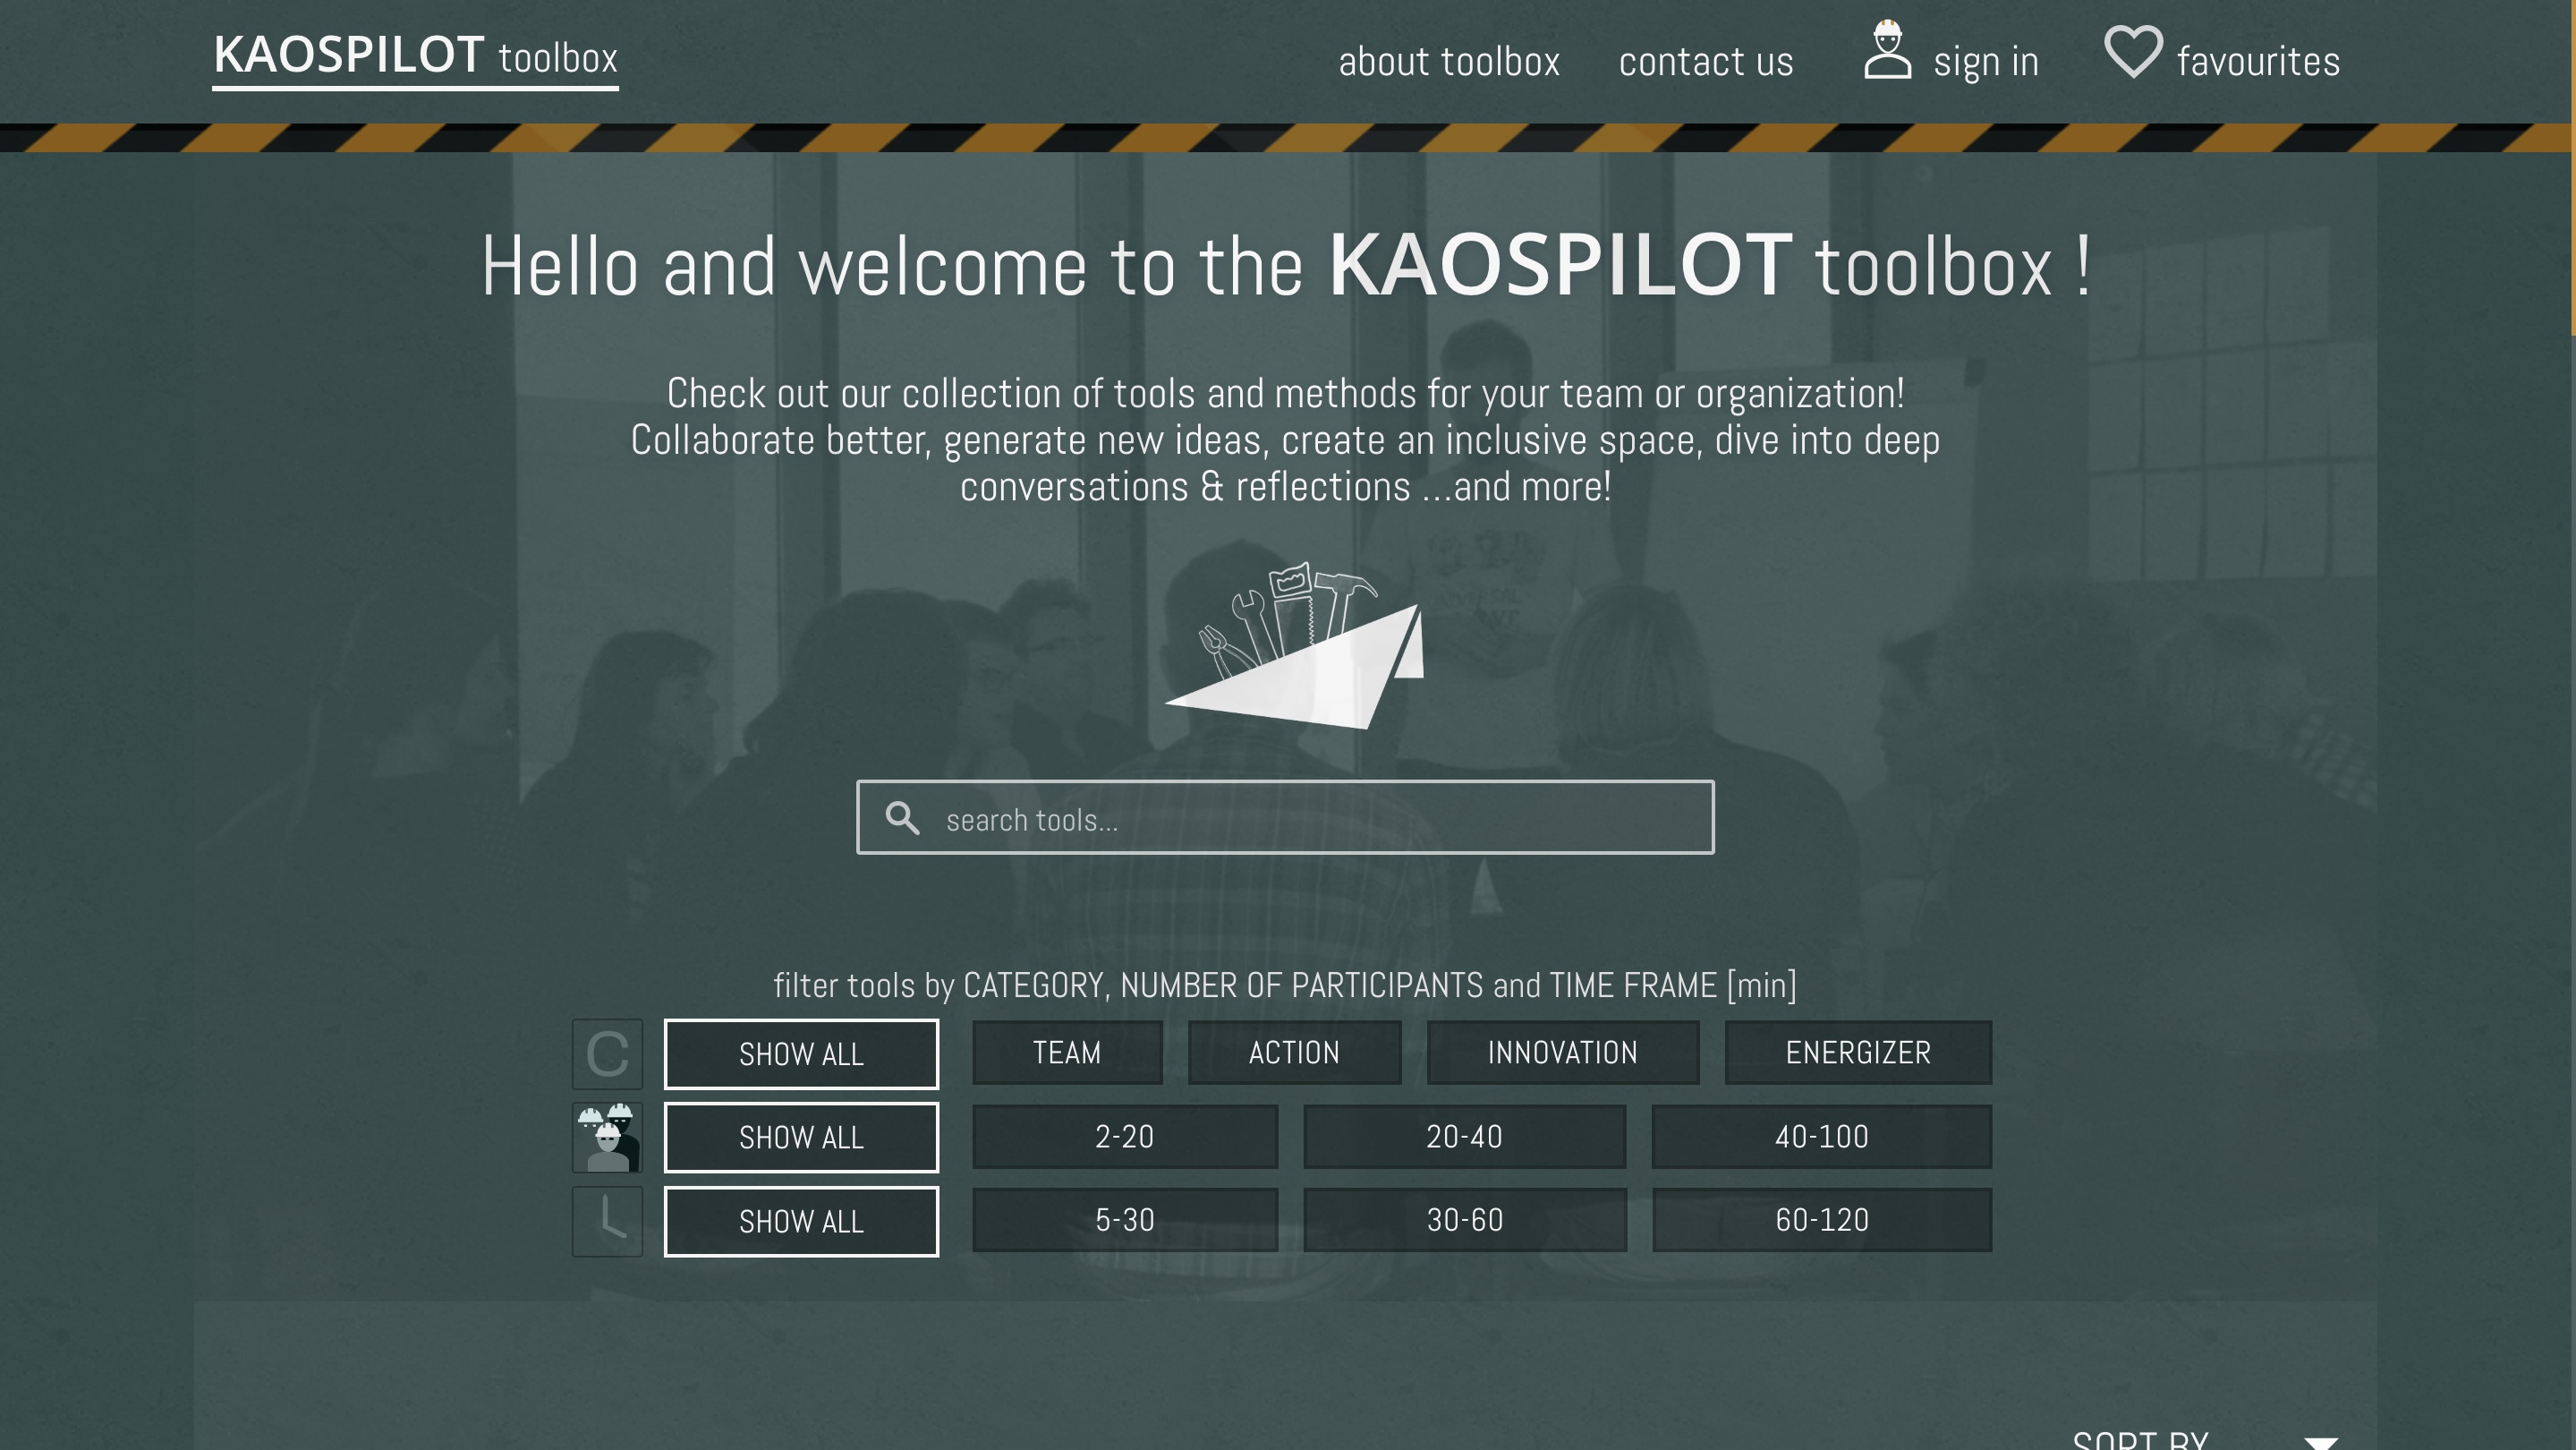 KAOSPILOT toolbox
about toolbox
contact us
sign in
favourites
Hello and welcome to the KAOSPILOT toolbox !
Check out our collection of tools and methods for your team or organization!
Collaborate better, generate new ideas, create an inclusive space, dive into deep
conversations & reflections ...and more!
search tools...
filter tools by CATEGORY, NUMBER OF PARTICIPANTS and TIME FRAME [min]
C
SHOW ALL
TEAM
ACTION
INNOVATION
ENERGIZER
SHOW ALL
2-20
20-40
40-100
SHOW ALL
5-30
30-60
60-120
SORT BY